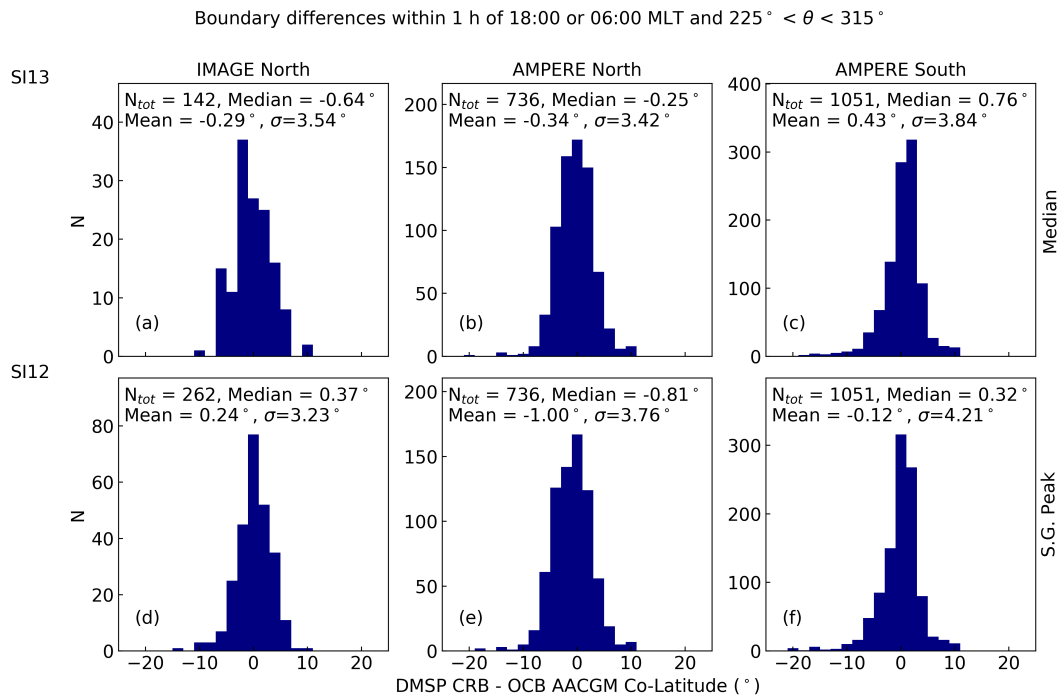 Boundary differences within 1 h of 18:00 or 06:00 MLT and 225° < θ < 315°
SI13
IMAGE North
AMPERE North
AMPERE South
N_tot = 142, Median = -0.64°
Mean = -0.29°, σ=3.54°
40
30
20
10
0
N
(a)
N_tot = 736, Median = -0.25°
Mean = -0.34°, σ=3.42°
200
150
100
50
0
(b)
N_tot = 1051, Median = 0.76°
Mean = 0.43°, σ=3.84°
400
300
200
100
0
(c)
Median
SI12
N_tot = 262, Median = 0.37°
Mean = 0.24°, σ=3.23°
80
60
40
20
0
N
(d)
−20 −10 0 10 20
N_tot = 736, Median = -0.81°
Mean = -1.00°, σ=3.76°
200
150
100
50
0
(e)
−20 −10 0 10 20
N_tot = 1051, Median = 0.32°
Mean = -0.12°, σ=4.21°
300
200
100
0
(f)
−20 −10 0 10 20
S.G. Peak
DMSP CRB - OCB AACGM Co-Latitude (°)